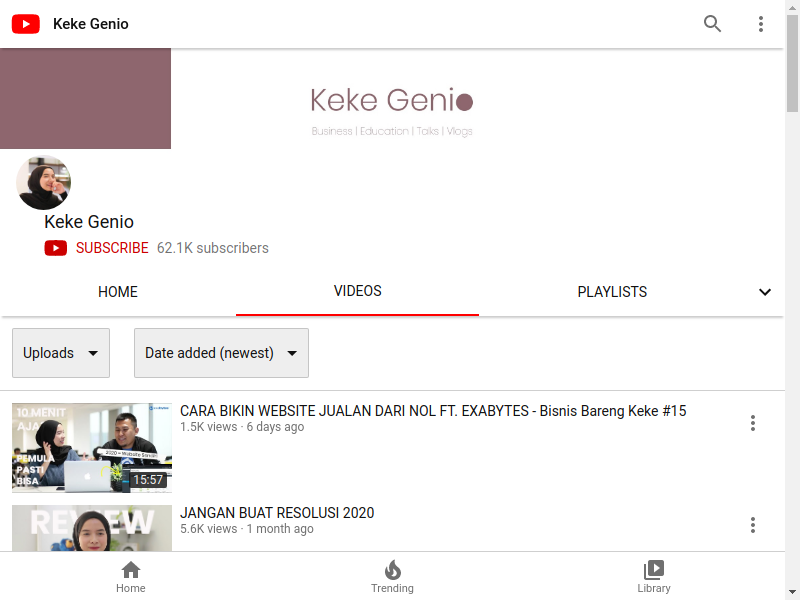 Keke Genio
Keke Genio
Business | Education | Talks | Vlogs
Keke Genio
SUBSCRIBE 62.1K subscribers
HOME VIDEOS PLAYLISTS
Uploads Date added (newest)
10 MENIT
AJA
PEMULA
PASTI
BISA
15:57
CARA BIKIN WEBSITE JUALAN DARI NOL FT. EXABYTES - Bisnis Bareng Keke #15
1.5K views · 6 days ago
REVIEW
JANGAN BUAT RESOLUSI 2020
5.6K views · 1 month ago
Home Trending Library